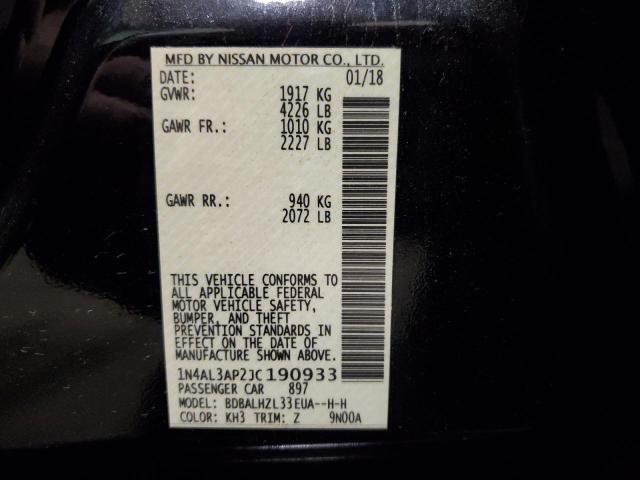 MFD BY NISSAN MOTOR CO., LTD.
DATE: 01/18
GVWR: 1917 KG
4226 LB
GAWR FR.: 1010 KG
2227 LB
GAWR RR.: 940 KG
2072 LB
THIS VEHICLE CONFORMS TO
ALL APPLICABLE FEDERAL
MOTOR VEHICLE SAFETY,
BUMPER, AND THEFT
PREVENTION STANDARDS IN
EFFECT ON THE DATE OF
MANUFACTURE SHOWN ABOVE.
1N4AL3AP2JC190933
PASSENGER CAR 897
MODEL: BDBALHZL33EUA--H-H
COLOR: KH3 TRIM: Z 9N00A